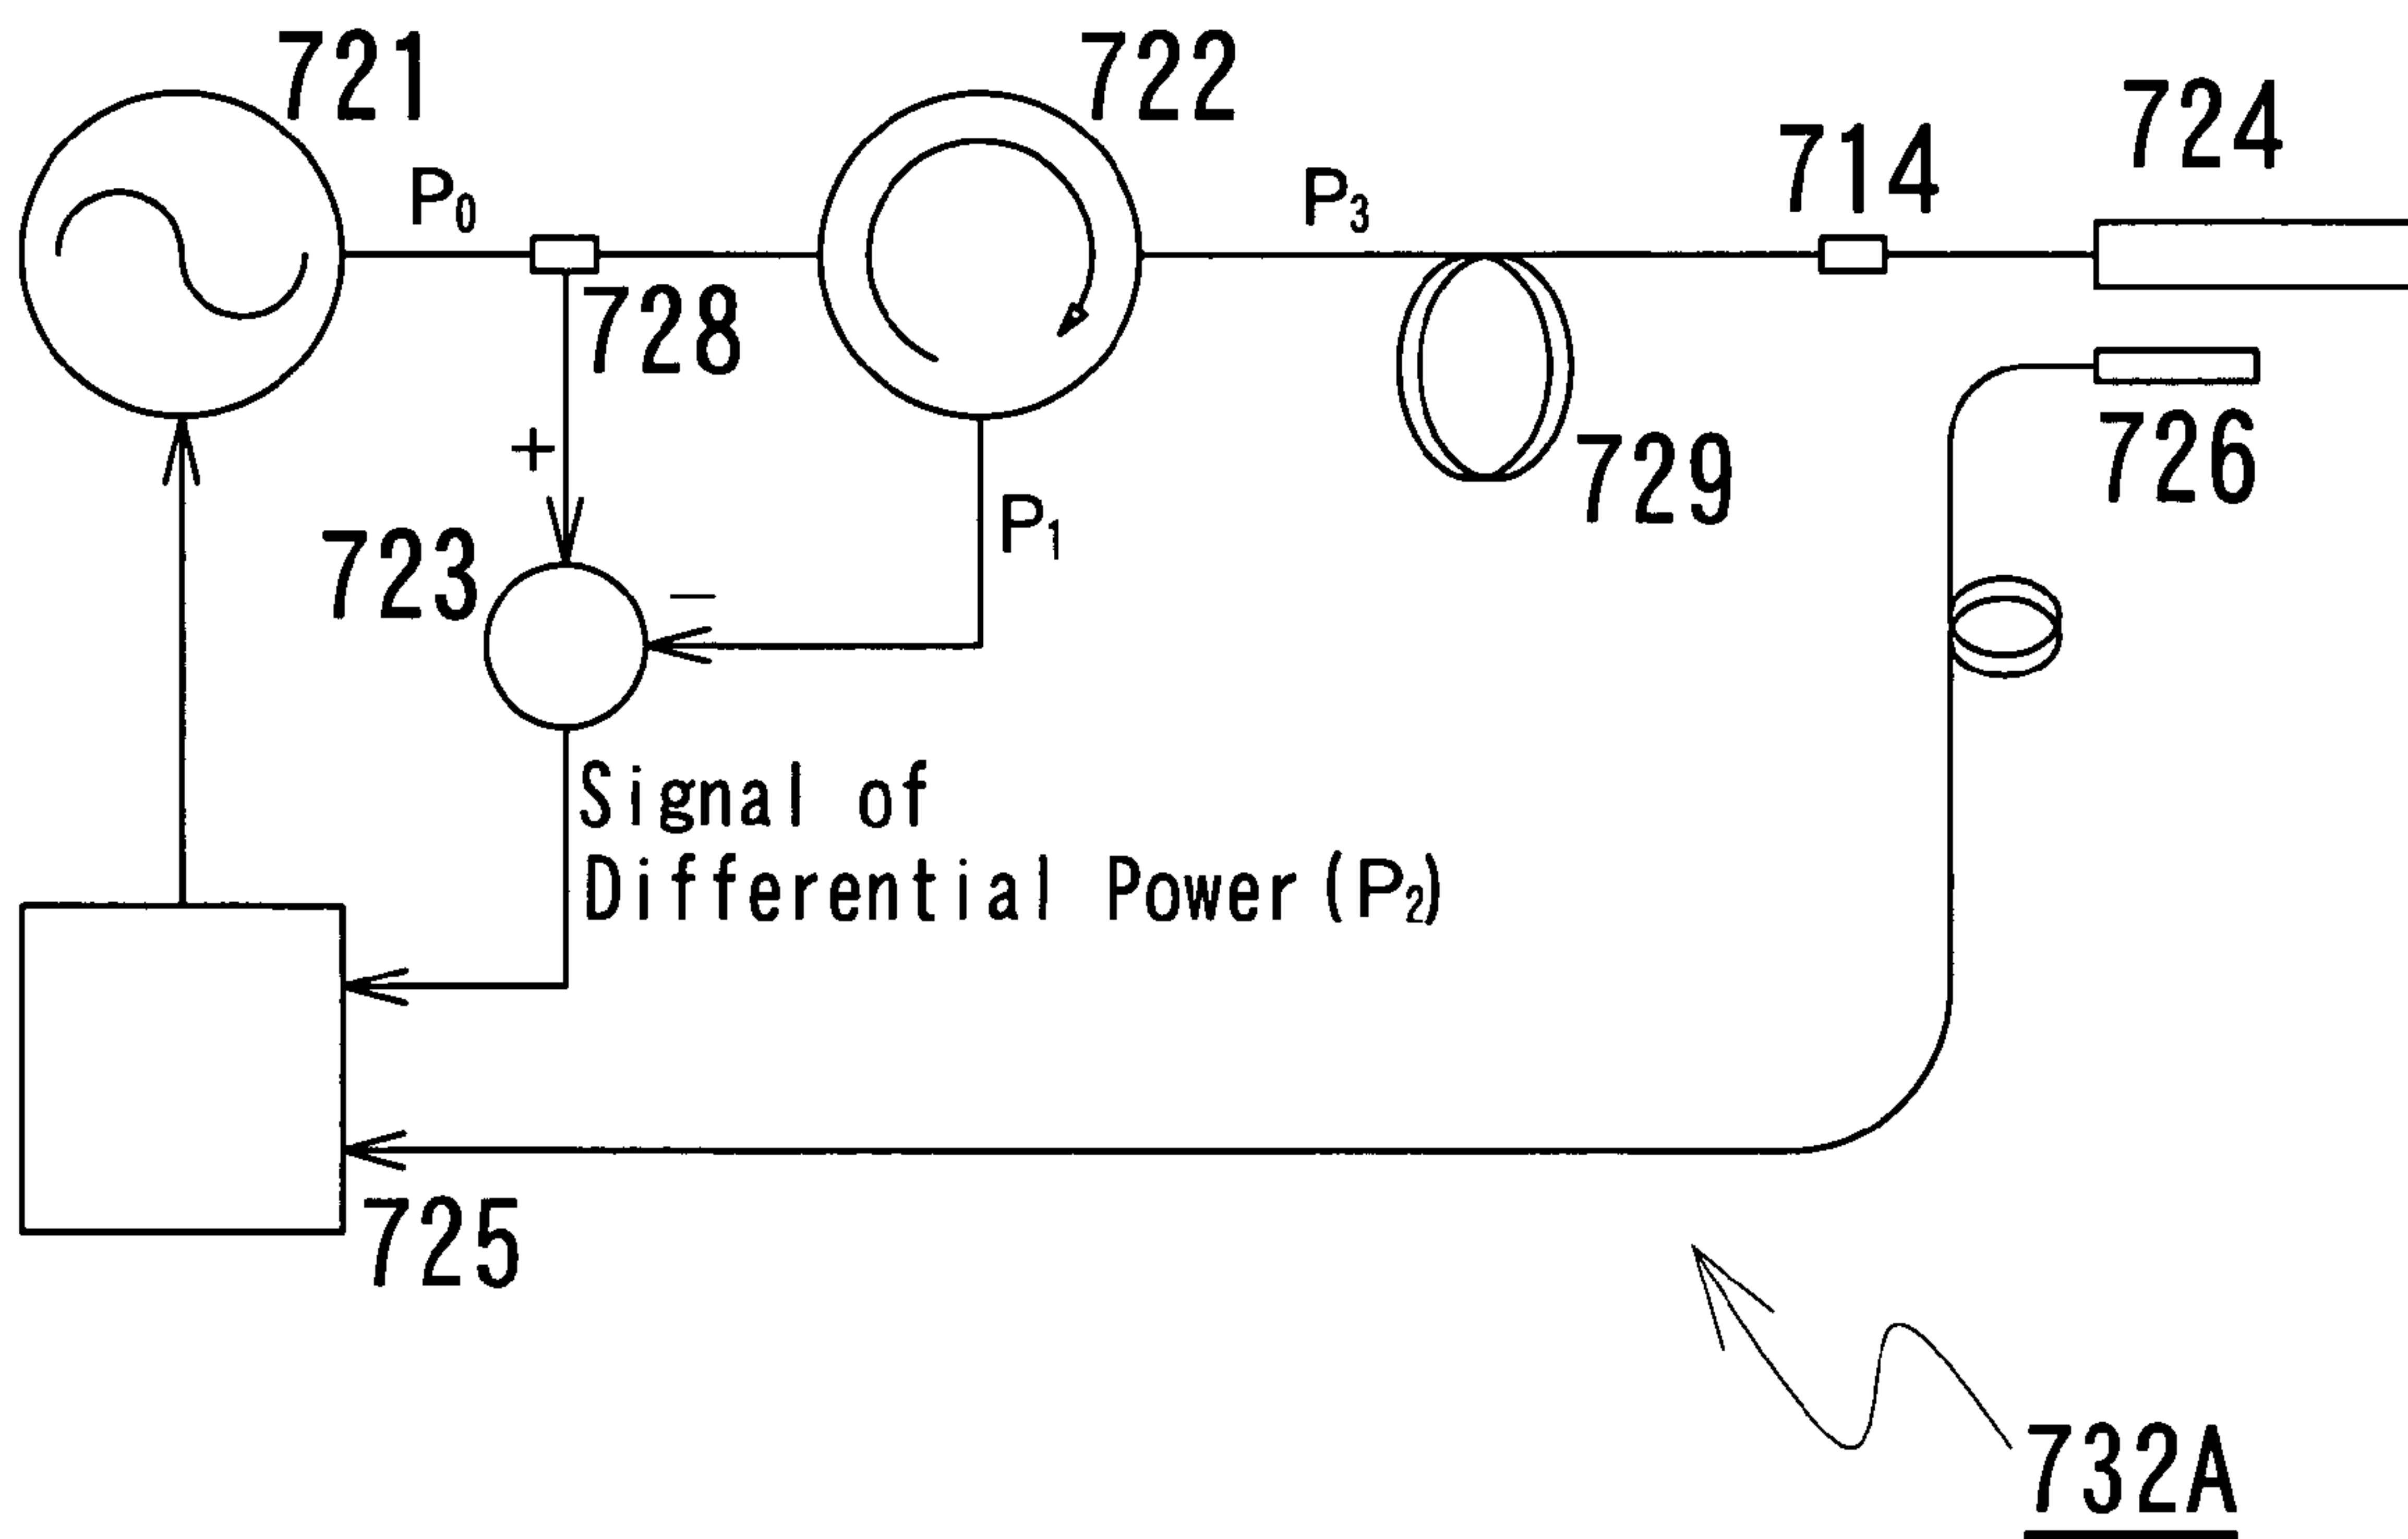 721
722
724
714
P₀
P₃
728
726
+
729
P₁
723
−
Signal of
Differential Power (P₂)
725
732A